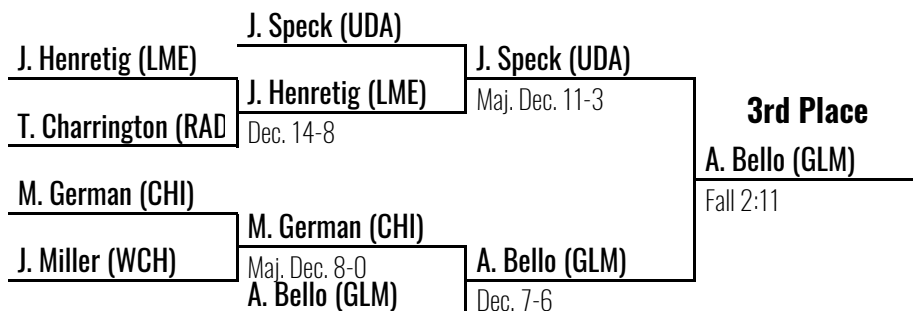 J. Speck (UDA)
J. Henretig (LME)
J. Speck (UDA)
J. Henretig (LME)
Maj. Dec. 11-3
3rd Place
T. Charrington (RAD
Dec. 14-8
A. Bello (GLM)
M. German (CHI)
Fall 2:11
M. German (CHI)
J. Miller (WCH)
A. Bello (GLM)
Maj. Dec. 8-0
A. Bello (GLM)
Dec. 7-6